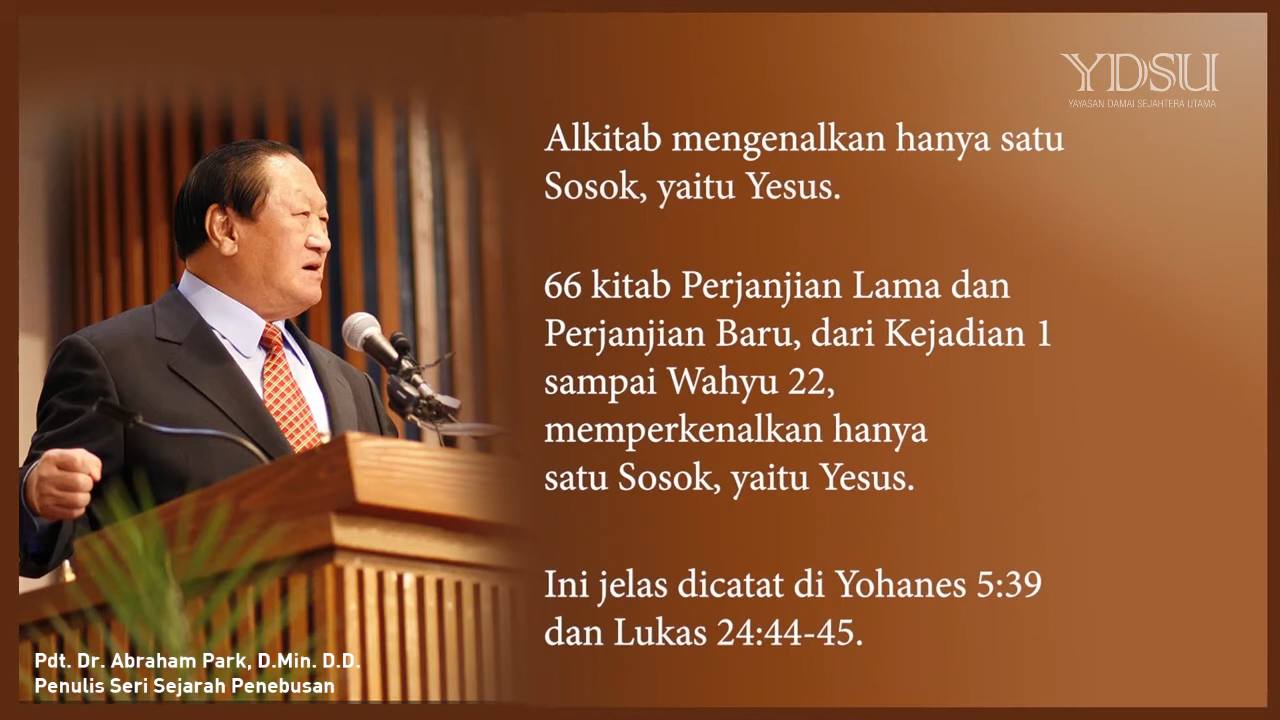 YDSU
YAYASAN DAMAI SEJAHTERA UTAMA
Alkitab mengenalkan hanya satu
Sosok, yaitu Yesus.
66 kitab Perjanjian Lama dan
Perjanjian Baru, dari Kejadian 1
sampai Wahyu 22,
memperkenalkan hanya
satu Sosok, yaitu Yesus.
Ini jelas dicatat di Yohanes 5:39
dan Lukas 24:44-45.
Pdt. Dr. Abraham Park, D.Min. D.D.
Penulis Seri Sejarah Penebusan